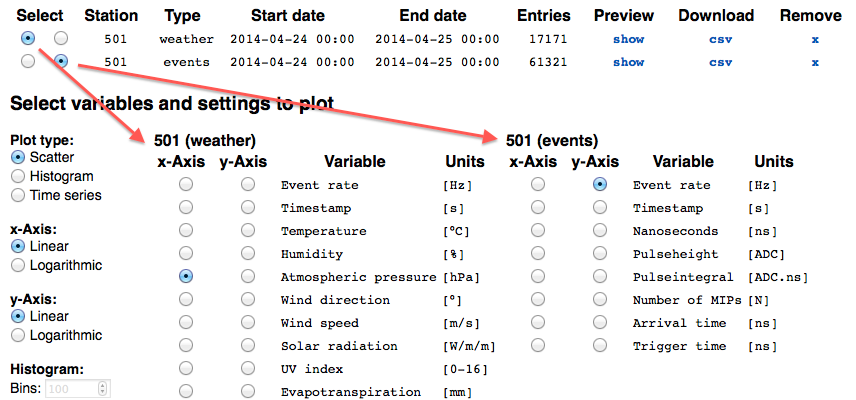 Select Station Type Start date End date Entries Preview Download Remove
501 weather 2014-04-24 00:00 2014-04-25 00:00 17171 show csv x
501 events 2014-04-24 00:00 2014-04-25 00:00 61321 show csv x
Select variables and settings to plot
Plot type:
Scatter
Histogram
Time series
x-Axis:
Linear
Logarithmic
y-Axis:
Linear
Logarithmic
Histogram:
Bins: 100
501 (weather)
x-Axis y-Axis Variable Units
Event rate [Hz]
Timestamp [s]
Temperature [°C]
Humidity [%]
Atmospheric pressure [hPa]
Wind direction [°]
Wind speed [m/s]
Solar radiation [W/m/m]
UV index [0-16]
Evapotranspiration [mm]
501 (events)
x-Axis y-Axis Variable Units
Event rate [Hz]
Timestamp [s]
Nanoseconds [ns]
Pulseheight [ADC]
Pulseintegral [ADC.ns]
Number of MIPs [N]
Arrival time [ns]
Trigger time [ns]